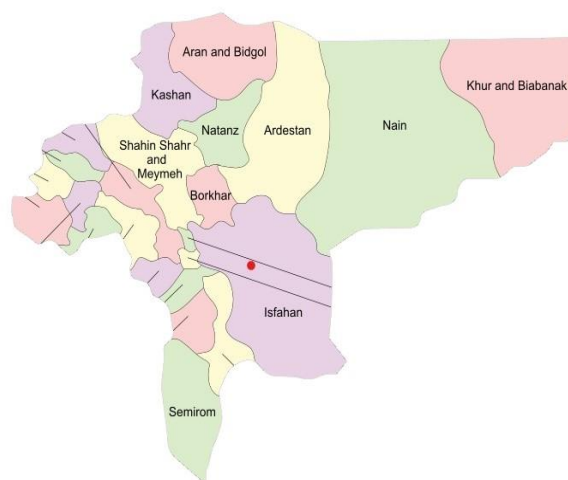 Aran and Bidgol
Khur and Biabanak
Kashan
Natanz
Ardestan
Nain
Shahin Shahr
and
Meymeh
Borkhar
Isfahan
Semirom